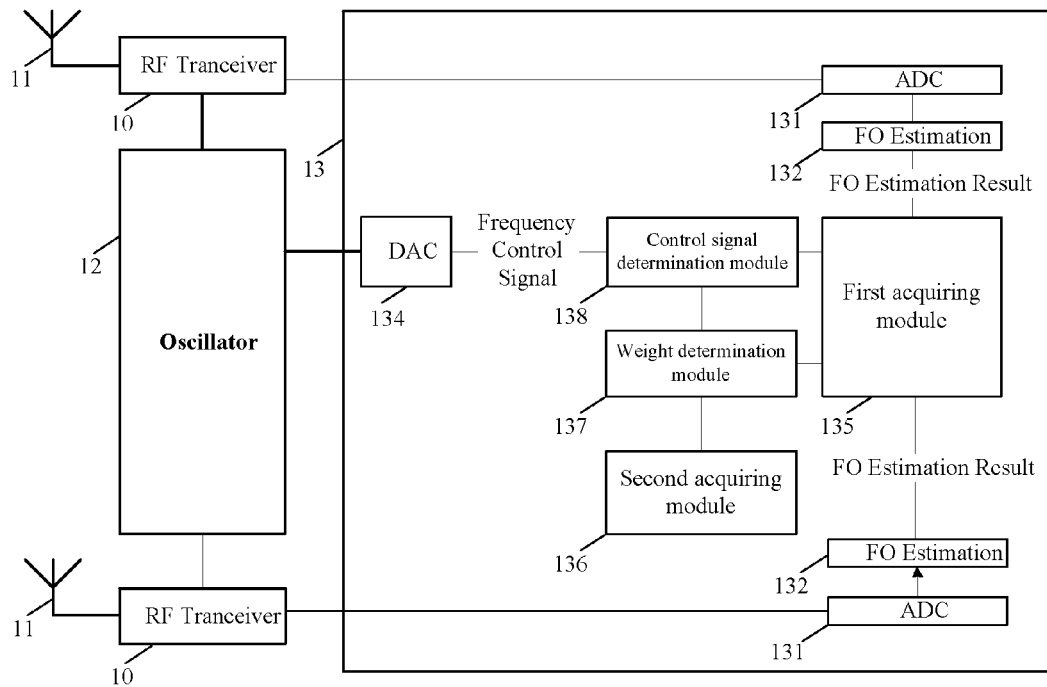 11
RF Tranceiver
10
ADC
131
FO Estimation
132
FO Estimation Result
13
12
Oscillator
DAC
134
Frequency
Control
Signal
Control signal
determination module
138
First acquiring
module
135
Weight determination
module
137
Second acquiring
module
136
FO Estimation Result
FO Estimation
132
ADC
131
11
RF Tranceiver
10